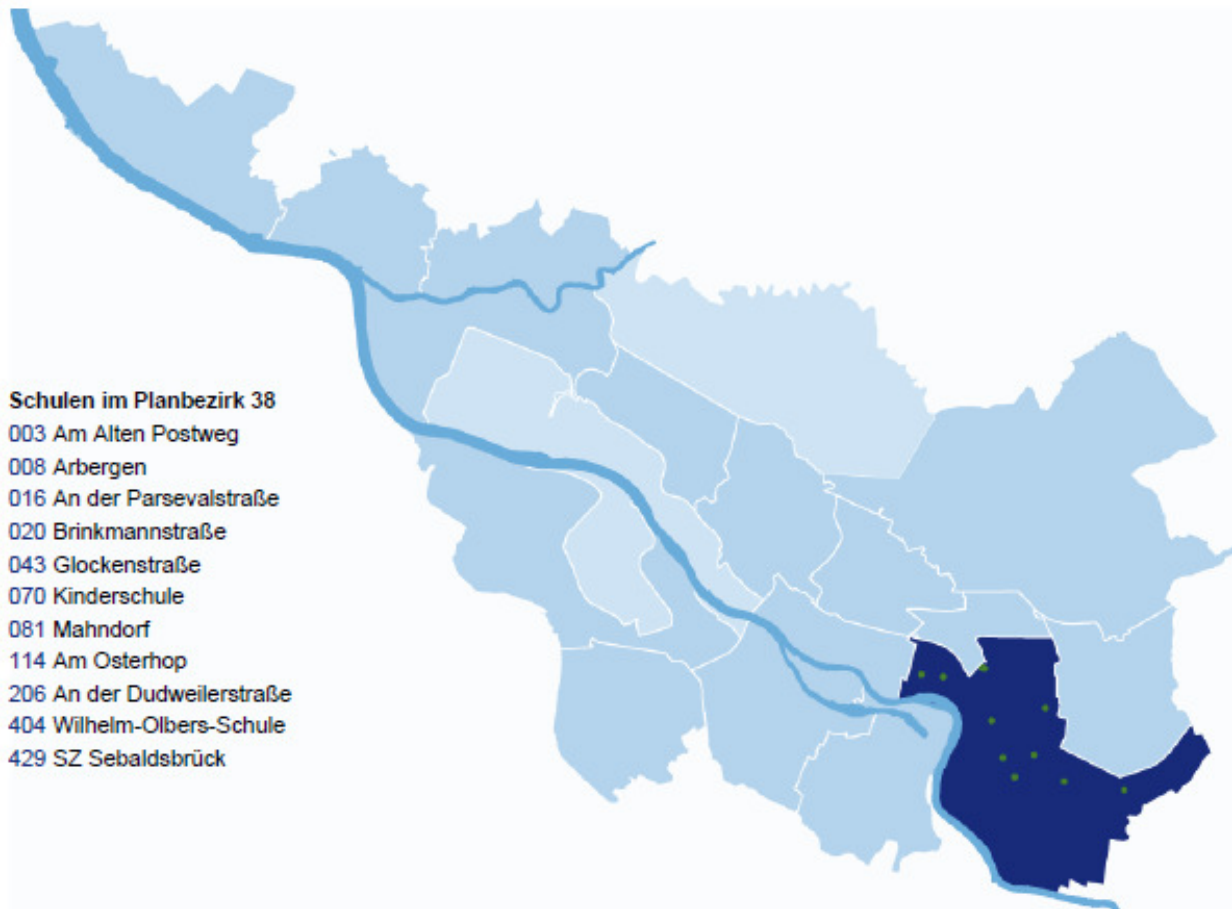 Schulen im Planbezirk 38
003 Am Alten Postweg
008 Arbergen
016 An der Parsevalstraße
020 Brinkmannstraße
043 Glockenstraße
070 Kinderschule
081 Mahndorf
114 Am Osterhop
206 An der Dudweilerstraße
404 Wilhelm-Olbers-Schule
429 SZ Sebaldsbrück